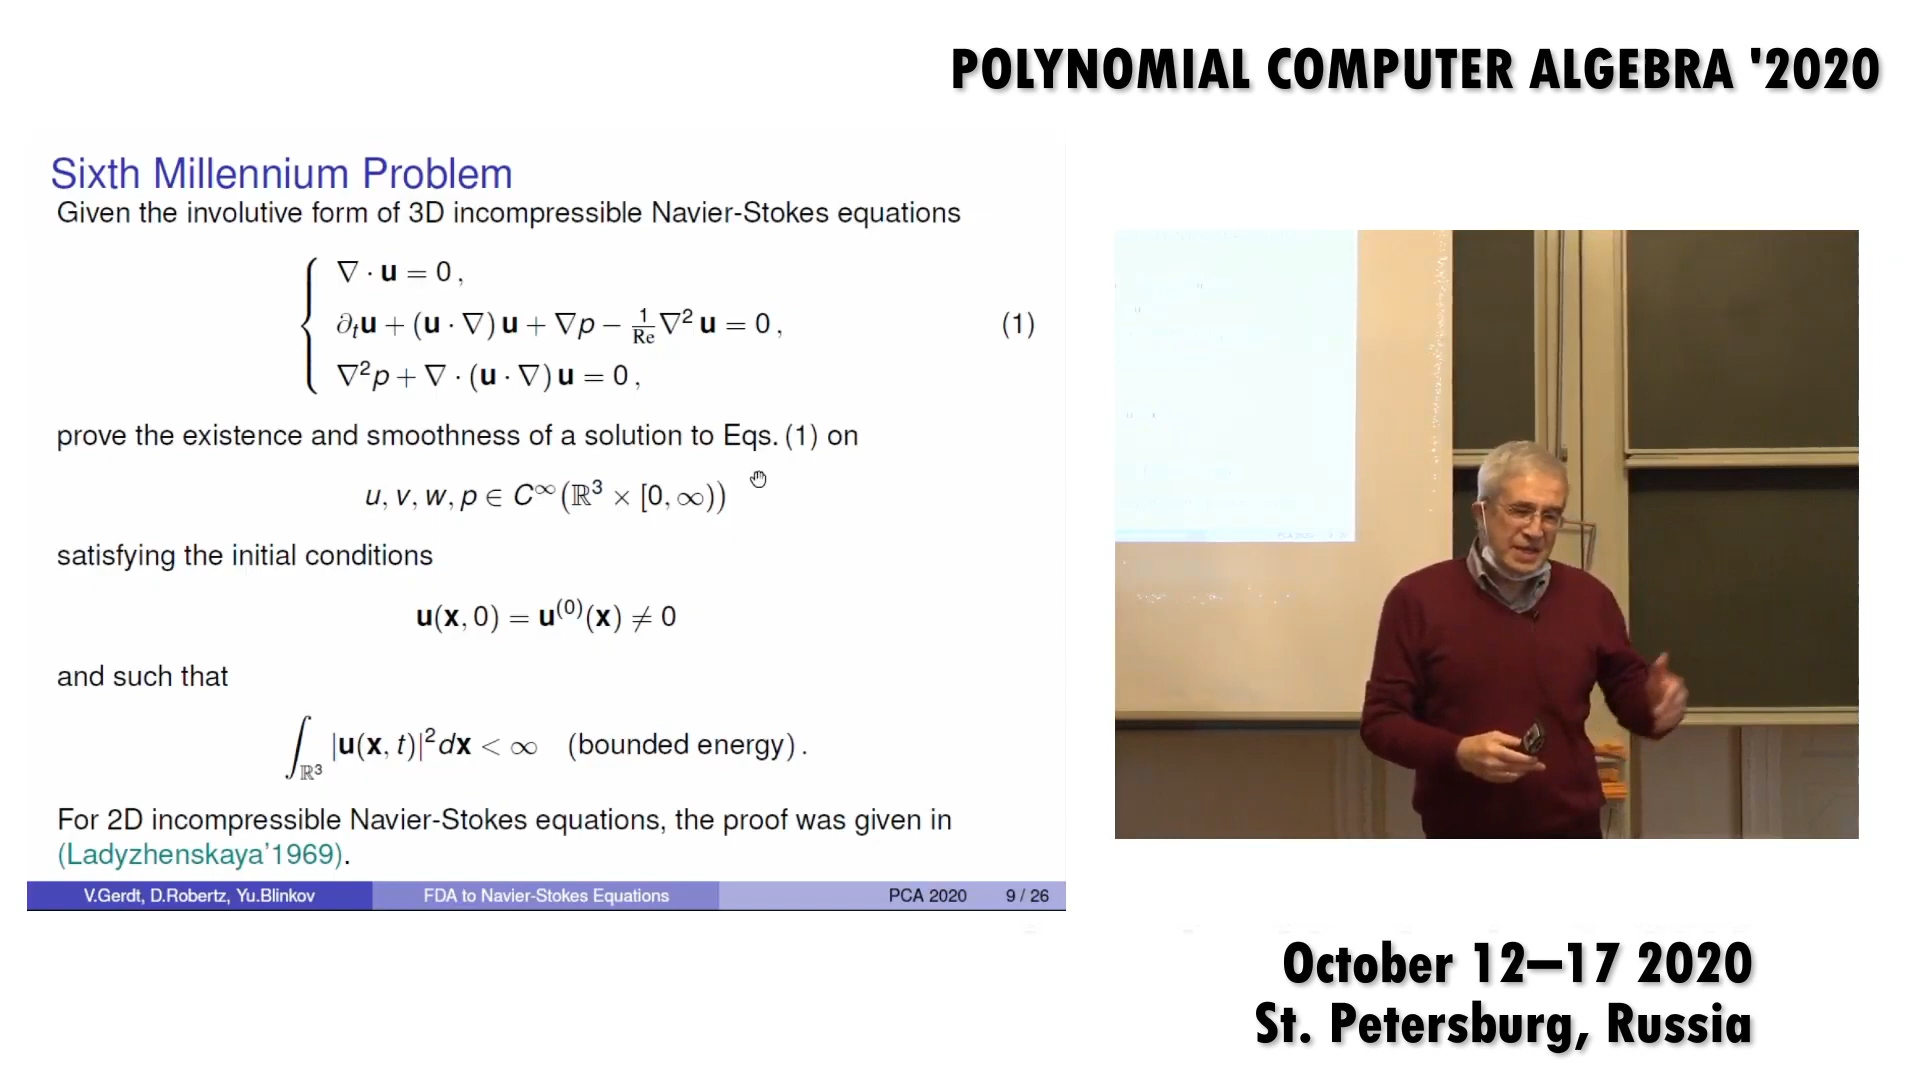 POLYNOMIAL COMPUTER ALGEBRA '2020
Sixth Millennium Problem
Given the involutive form of 3D incompressible Navier-Stokes equations
∇ · u = 0 ,
∂ₜu + (u · ∇) u + ∇p − 1/Re ∇² u = 0 , (1)
∇²p + ∇ · (u · ∇) u = 0 ,
prove the existence and smoothness of a solution to Eqs. (1) on
u, v, w, p ∈ C^∞(ℝ³ × [0, ∞))
satisfying the initial conditions
u(x, 0) = u⁽⁰⁾(x) ≠ 0
and such that
∫_ℝ³ |u(x, t)|² dx < ∞ (bounded energy) .
For 2D incompressible Navier-Stokes equations, the proof was given in
(Ladyzhenskaya'1969).
V.Gerdt, D.Robertz, Yu.Blinkov FDA to Navier-Stokes Equations PCA 2020 9 / 26
October 12–17 2020
St. Petersburg, Russia